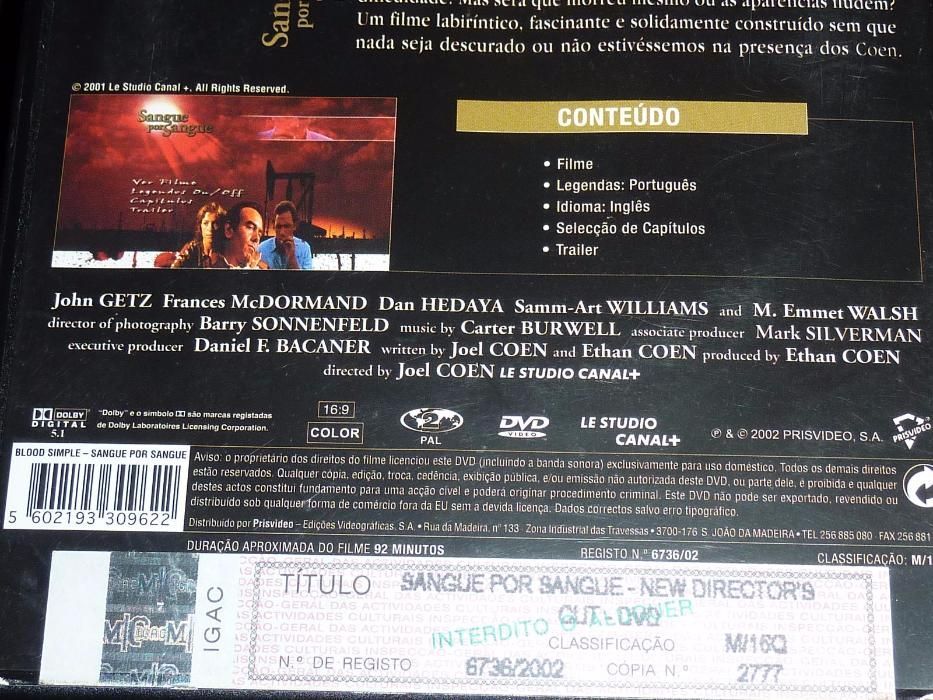 Sangue
por
dificuldade. Mas será que morreu mesmo ou as aparências iludem?
Um filme labiríntico, fascinante e solidamente construído sem que
nada seja descurado ou não estivéssemos na presença dos Coen.
© 2001 Le Studio Canal +. All Rights Reserved.
Sangue
por Sangue
Ver Filme
Legendas On/Off
Capítulos
Trailer
CONTEÚDO
• Filme
• Legendas: Português
• Idioma: Inglês
• Selecção de Capítulos
• Trailer
John GETZ Frances McDORMAND Dan HEDAYA Samm-Art WILLIAMS and M. Emmet WALSH
director of photography Barry SONNENFELD music by Carter BURWELL associate producer Mark SILVERMAN
executive producer Daniel F. BACANER written by Joel COEN and Ethan COEN produced by Ethan COEN
directed by Joel COEN LE STUDIO CANAL+
DOLBY
DIGITAL
5.1
"Dolby" e o símbolo DD são marcas registadas
de Dolby Laboratoires Licensing Corporation.
16:9
COLOR
2
PAL
DVD
VIDEO
LE STUDIO
CANAL+
℗ & © 2002 PRISVIDEO, S.A.
PRISVIDEO
BLOOD SIMPLE – SANGUE POR SANGUE
5 602193 309622
Aviso: o proprietário dos direitos do filme licenciou este DVD (incluindo a banda sonora) exclusivamente para uso doméstico. Todos os demais direitos
estão reservados. Qualquer cópia, edição, troca, cedência, exibição pública, e/ou emissão não autorizada deste DVD, ou parte dele, é proibida e qualquer
destes actos constitui fundamento para uma acção cível e poderá originar procedimento criminal. Este DVD não pode ser exportado, revendido ou
distribuído sob qualquer forma de comércio fora da EU sem a devida licença. Dados correctos salvo erro tipográfico.
Distribuído por Prisvideo – Edições Videográficas, S.A. • Rua da Madeira, nº 133 · Zona Industrial das Travessas • 3700-176 S. JOÃO DA MADEIRA • TEL 256 885 080 · FAX 256 881
DURAÇÃO APROXIMADA DO FILME 92 MINUTOS
REGISTO N.º 6736/02
CLASSIFICAÇÃO: M/1
IGAC
TÍTULO SANGUE POR SANGUE - NEW DIRECTOR'S
CUT - DVD
INTERDITO
CLASSIFICAÇÃO M/16Q
N.º DE REGISTO 6736/2002 CÓPIA N.º 2777